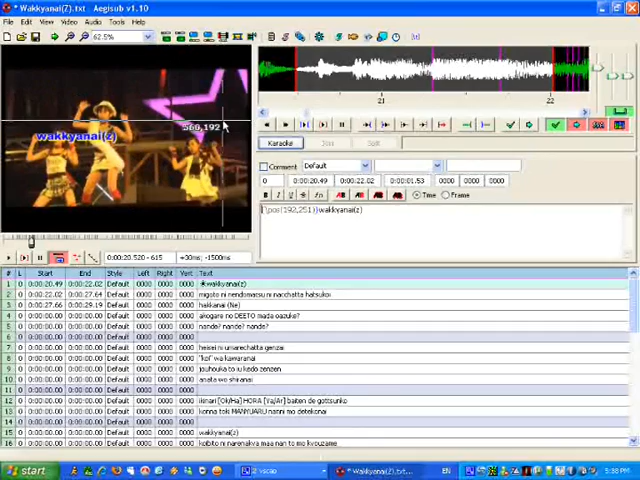 * Wakkyanai(Z).txt - Aegisub v1.10
File Edit View Video Audio Tools Help
62.5%
wakkyanai(z)
560,192
21
22
Karaoke
Join
Split
Comment
Default
0
0:00:20.49
0:00:22.02
0:00:01.53
0000
0000
0000
B
I
U
S
fn
AB
AB
AB
AB
Time
Frame
{\pos(192,251)}wakkyanai(z)
0:00:20.520 - 615
+30ms; -1500ms
# L Start End Style Left Right Vert Text
1 0 0:00:20.49 0:00:22.02 Default 0000 0000 0000 ☀wakkyanai(z)
2 0 0:00:22.07 0:00:27.64 Default 0000 0000 0000 migoto ni nendomatsu ni nacchatta hatsukoi
3 0 0:00:27.66 0:00:29.19 Default 0000 0000 0000 hakkanai (Ne)
4 0 0:00:00.00 0:00:00.00 Default 0000 0000 0000 akogare no DEETO mada oazuke?
5 0 0:00:00.00 0:00:00.00 Default 0000 0000 0000 nande? nande? nande?
6 0 0:00:00.00 0:00:00.00 Default 0000 0000 0000
7 0 0:00:00.00 0:00:00.00 Default 0000 0000 0000 heisei ni umarechatta genzai
8 0 0:00:00.00 0:00:00.00 Default 0000 0000 0000 "koi" wa kawaranai
9 0 0:00:00.00 0:00:00.00 Default 0000 0000 0000 jouhouka to iu kedo zenzen
10 0 0:00:00.00 0:00:00.00 Default 0000 0000 0000 anata wo shiranai
11 0 0:00:00.00 0:00:00.00 Default 0000 0000 0000
12 0 0:00:00.00 0:00:00.00 Default 0000 0000 0000 ikinari [Ok/Ha] HORA [Ya/Ar] baiten de gottsunko
13 0 0:00:00.00 0:00:00.00 Default 0000 0000 0000 konna toki MANYUARU nanni mo detekonai
14 0 0:00:00.00 0:00:00.00 Default 0000 0000 0000
15 0 0:00:00.00 0:00:00.00 Default 0000 0000 0000 wakkyanai(z)
16 0 0:00:00.00 0:00:00.00 Default 0000 0000 0000 koibito ni narenakya maa nan to mo kyouzame
start
2 vscap
* Wakkyanai(Z).txt...
EN
5:38 PM